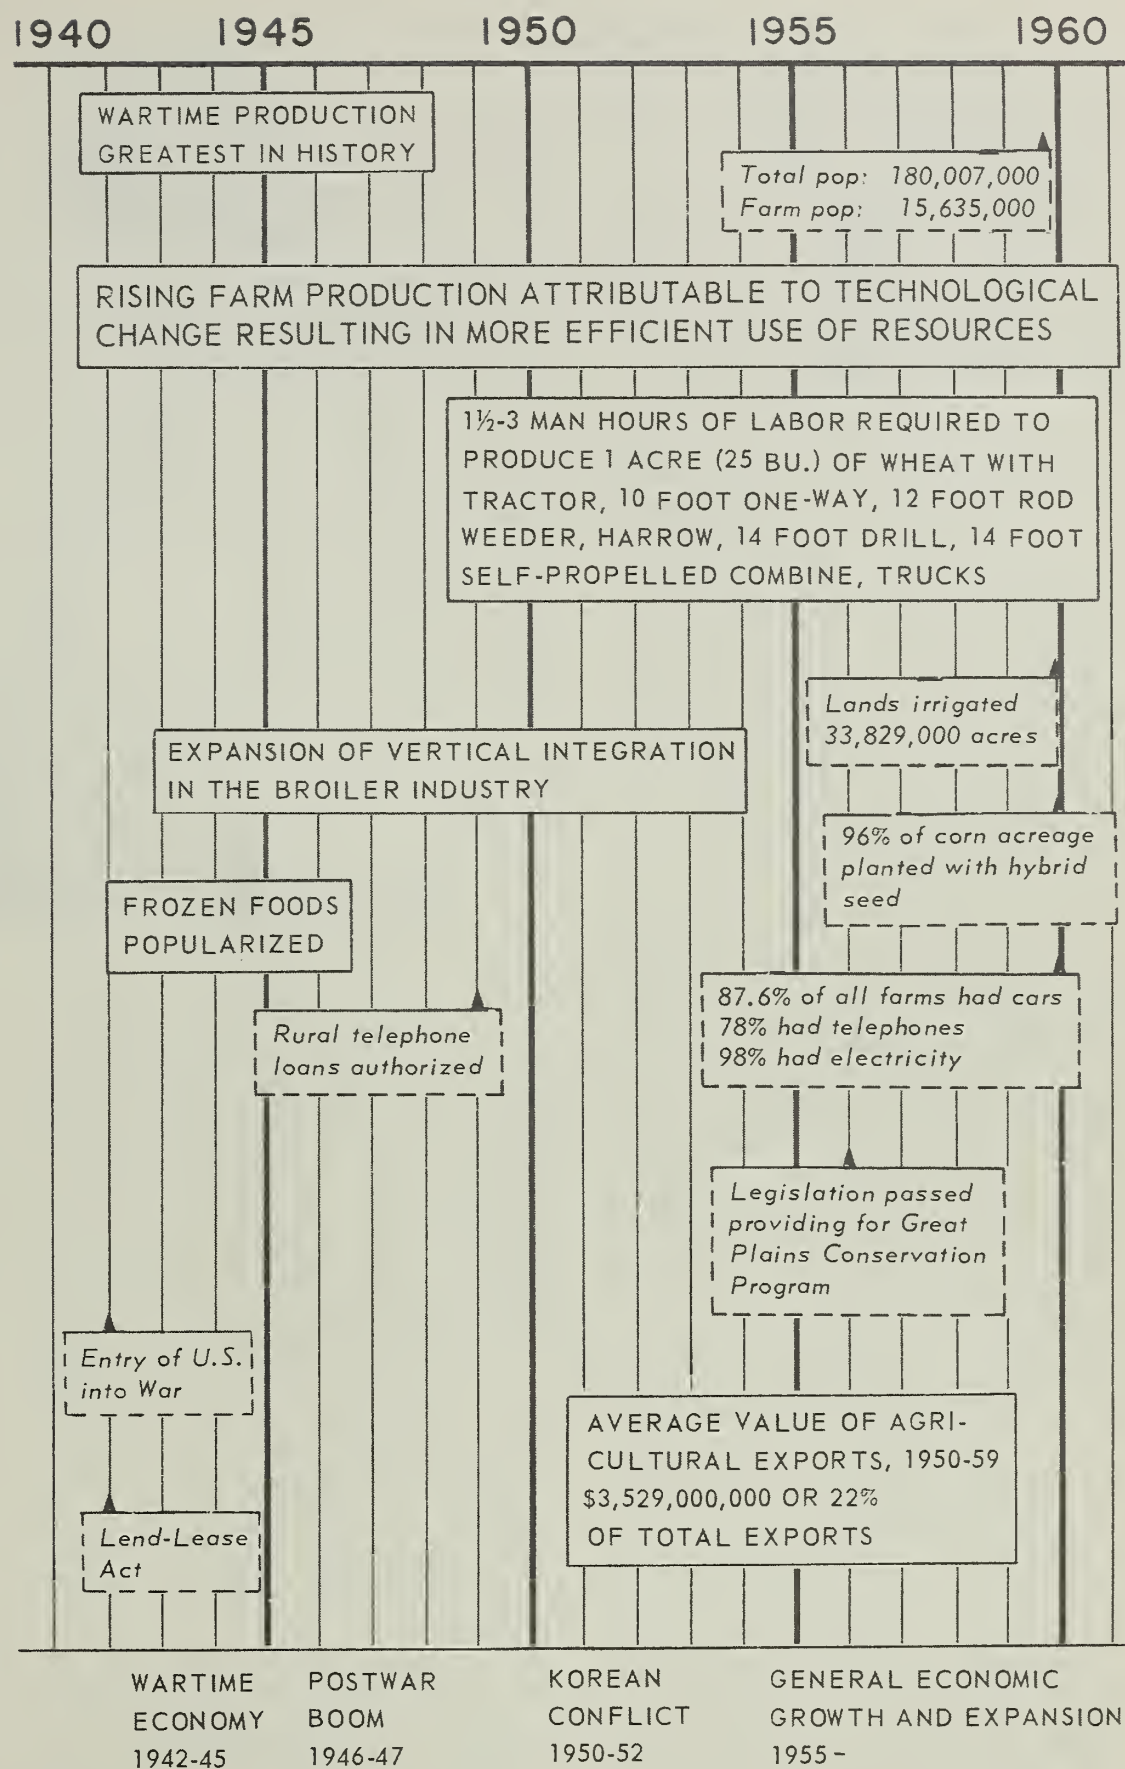 1940 1945 1950 1955 1960
WARTIME PRODUCTION
GREATEST IN HISTORY
Total pop: 180,007,000
Farm pop: 15,635,000
RISING FARM PRODUCTION ATTRIBUTABLE TO TECHNOLOGICAL
CHANGE RESULTING IN MORE EFFICIENT USE OF RESOURCES
1½-3 MAN HOURS OF LABOR REQUIRED TO
PRODUCE 1 ACRE (25 BU.) OF WHEAT WITH
TRACTOR, 10 FOOT ONE-WAY, 12 FOOT ROD
WEEDER, HARROW, 14 FOOT DRILL, 14 FOOT
SELF-PROPELLED COMBINE, TRUCKS
Lands irrigated
33,829,000 acres
EXPANSION OF VERTICAL INTEGRATION
IN THE BROILER INDUSTRY
96% of corn acreage
planted with hybrid
seed
FROZEN FOODS
POPULARIZED
87.6% of all farms had cars
78% had telephones
98% had electricity
Rural telephone
loans authorized
Legislation passed
providing for Great
Plains Conservation
Program
Entry of U.S.
into War
AVERAGE VALUE OF AGRI-
CULTURAL EXPORTS, 1950-59
$3,529,000,000 OR 22%
OF TOTAL EXPORTS
Lend-Lease
Act
WARTIME
ECONOMY
1942-45
POSTWAR
BOOM
1946-47
KOREAN
CONFLICT
1950-52
GENERAL ECONOMIC
GROWTH AND EXPANSION
1955-